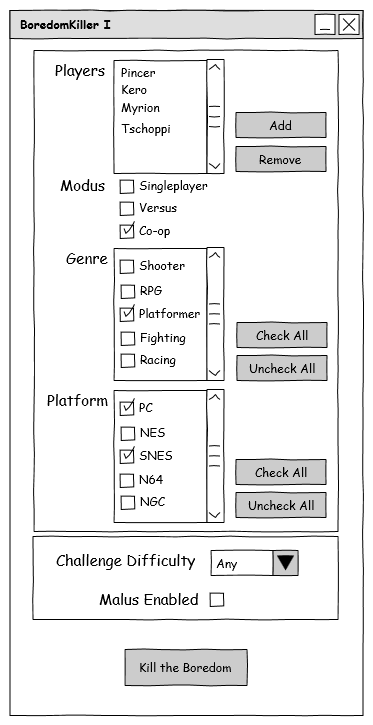 BoredomKiller I
Players
Pincer
Kero
Myrion
Tschoppi
Add
Remove
Modus
Singleplayer
Versus
Co-op
Genre
Shooter
RPG
Platformer
Fighting
Racing
Check All
Uncheck All
Platform
PC
NES
SNES
N64
NGC
Check All
Uncheck All
Challenge Difficulty
Any
Malus Enabled
Kill the Boredom